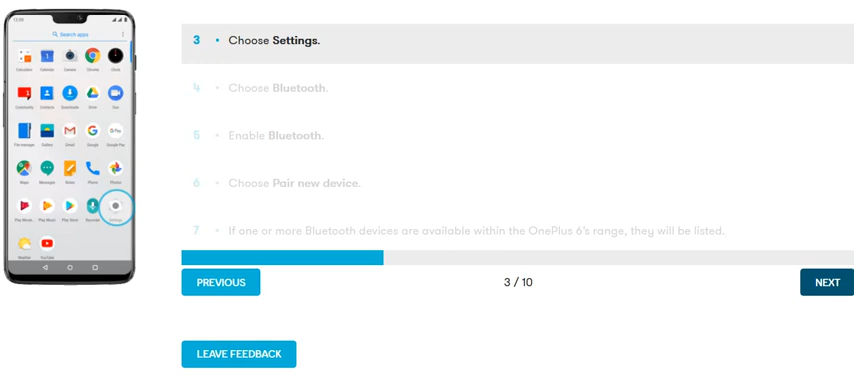 12:00
Search apps
Calculator Calendar Camera Chrome Clock
Community Contacts Downloads Drive Duo
File manager Gallery Gmail Google Google Pay
Maps Messages Notes Phone Photos
Play Movies Play Music Play Store Recorder Settings
Weather YouTube
3 • Choose Settings.
4 • Choose Bluetooth.
5 • Enable Bluetooth.
6 • Choose Pair new device.
7 • If one or more Bluetooth devices are available within the OnePlus 6's range, they will be listed.
PREVIOUS
3 / 10
NEXT
LEAVE FEEDBACK